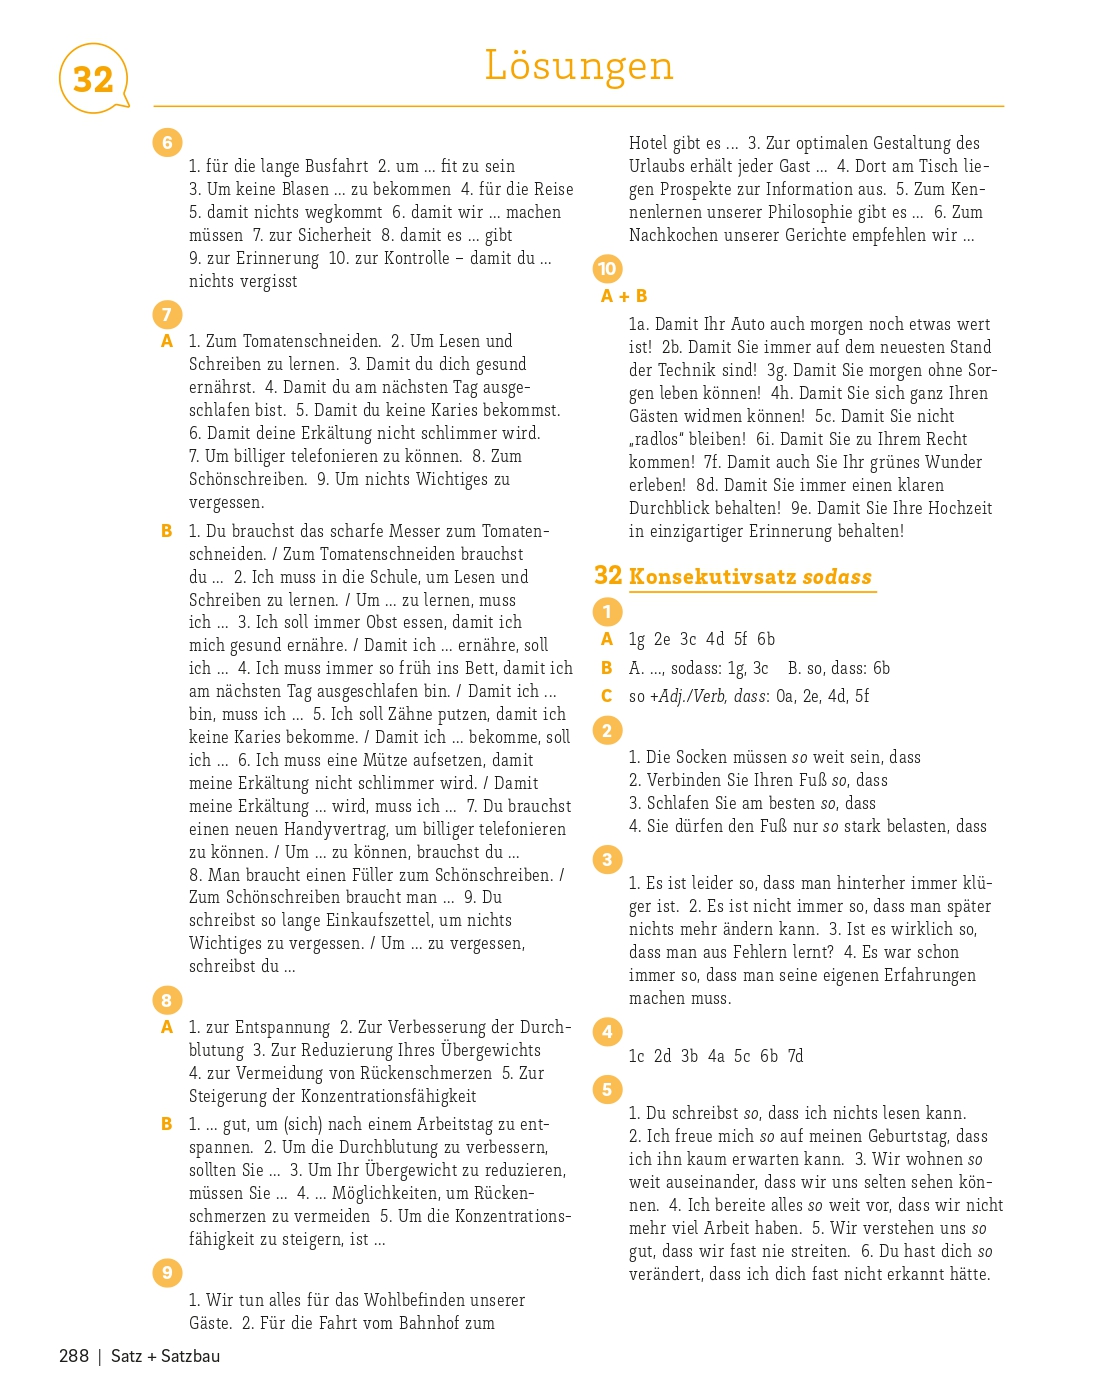 32
Lösungen
6
1. für die lange Busfahrt  2. um ... fit zu sein
3. Um keine Blasen ... zu bekommen  4. für die Reise
5. damit nichts wegkommt  6. damit wir ... machen
müssen  7. zur Sicherheit  8. damit es ... gibt
9. zur Erinnerung  10. zur Kontrolle – damit du ...
nichts vergisst
7
A 1. Zum Tomatenschneiden.  2. Um Lesen und
Schreiben zu lernen.  3. Damit du dich gesund
ernährst.  4. Damit du am nächsten Tag ausge-
schlafen bist.  5. Damit du keine Karies bekommst.
6. Damit deine Erkältung nicht schlimmer wird.
7. Um billiger telefonieren zu können.  8. Zum
Schönschreiben.  9. Um nichts Wichtiges zu
vergessen.
B 1. Du brauchst das scharfe Messer zum Tomaten-
schneiden. / Zum Tomatenschneiden brauchst
du ...  2. Ich muss in die Schule, um Lesen und
Schreiben zu lernen. / Um ... zu lernen, muss
ich ...  3. Ich soll immer Obst essen, damit ich
mich gesund ernähre. / Damit ich ... ernähre, soll
ich ...  4. Ich muss immer so früh ins Bett, damit ich
am nächsten Tag ausgeschlafen bin. / Damit ich ...
bin, muss ich ...  5. Ich soll Zähne putzen, damit ich
keine Karies bekomme. / Damit ich ... bekomme, soll
ich ...  6. Ich muss eine Mütze aufsetzen, damit
meine Erkältung nicht schlimmer wird. / Damit
meine Erkältung ... wird, muss ich ...  7. Du brauchst
einen neuen Handyvertrag, um billiger telefonieren
zu können. / Um ... zu können, brauchst du ...
8. Man braucht einen Füller zum Schönschreiben. /
Zum Schönschreiben braucht man ...  9. Du
schreibst so lange Einkaufszettel, um nichts
Wichtiges zu vergessen. / Um ... zu vergessen,
schreibst du ...
8
A 1. zur Entspannung  2. Zur Verbesserung der Durch-
blutung  3. Zur Reduzierung Ihres Übergewichts
4. zur Vermeidung von Rückenschmerzen  5. Zur
Steigerung der Konzentrationsfähigkeit
B 1. ... gut, um (sich) nach einem Arbeitstag zu ent-
spannen.  2. Um die Durchblutung zu verbessern,
sollten Sie ...  3. Um Ihr Übergewicht zu reduzieren,
müssen Sie ...  4. ... Möglichkeiten, um Rücken-
schmerzen zu vermeiden  5. Um die Konzentrations-
fähigkeit zu steigern, ist ...
9
1. Wir tun alles für das Wohlbefinden unserer
Gäste.  2. Für die Fahrt vom Bahnhof zum
Hotel gibt es ...  3. Zur optimalen Gestaltung des
Urlaubs erhält jeder Gast ...  4. Dort am Tisch lie-
gen Prospekte zur Information aus.  5. Zum Ken-
nenlernen unserer Philosophie gibt es ...  6. Zum
Nachkochen unserer Gerichte empfehlen wir ...
10
A + B
1a. Damit Ihr Auto auch morgen noch etwas wert
ist!  2b. Damit Sie immer auf dem neuesten Stand
der Technik sind!  3g. Damit Sie morgen ohne Sor-
gen leben können!  4h. Damit Sie sich ganz Ihren
Gästen widmen können!  5c. Damit Sie nicht
„radlos“ bleiben!  6i. Damit Sie zu Ihrem Recht
kommen!  7f. Damit auch Sie Ihr grünes Wunder
erleben!  8d. Damit Sie immer einen klaren
Durchblick behalten!  9e. Damit Sie Ihre Hochzeit
in einzigartiger Erinnerung behalten!
32 Konsekutivsatz sodass
1
A 1g  2e  3c  4d  5f  6b
B A. ..., sodass: 1g, 3c    B. so, dass: 6b
C so +Adj./Verb, dass: 0a, 2e, 4d, 5f
2
1. Die Socken müssen so weit sein, dass
2. Verbinden Sie Ihren Fuß so, dass
3. Schlafen Sie am besten so, dass
4. Sie dürfen den Fuß nur so stark belasten, dass
3
1. Es ist leider so, dass man hinterher immer klü-
ger ist.  2. Es ist nicht immer so, dass man später
nichts mehr ändern kann.  3. Ist es wirklich so,
dass man aus Fehlern lernt?  4. Es war schon
immer so, dass man seine eigenen Erfahrungen
machen muss.
4
1c  2d  3b  4a  5c  6b  7d
5
1. Du schreibst so, dass ich nichts lesen kann.
2. Ich freue mich so auf meinen Geburtstag, dass
ich ihn kaum erwarten kann.  3. Wir wohnen so
weit auseinander, dass wir uns selten sehen kön-
nen.  4. Ich bereite alles so weit vor, dass wir nicht
mehr viel Arbeit haben.  5. Wir verstehen uns so
gut, dass wir fast nie streiten.  6. Du hast dich so
verändert, dass ich dich fast nicht erkannt hätte.
288 | Satz + Satzbau